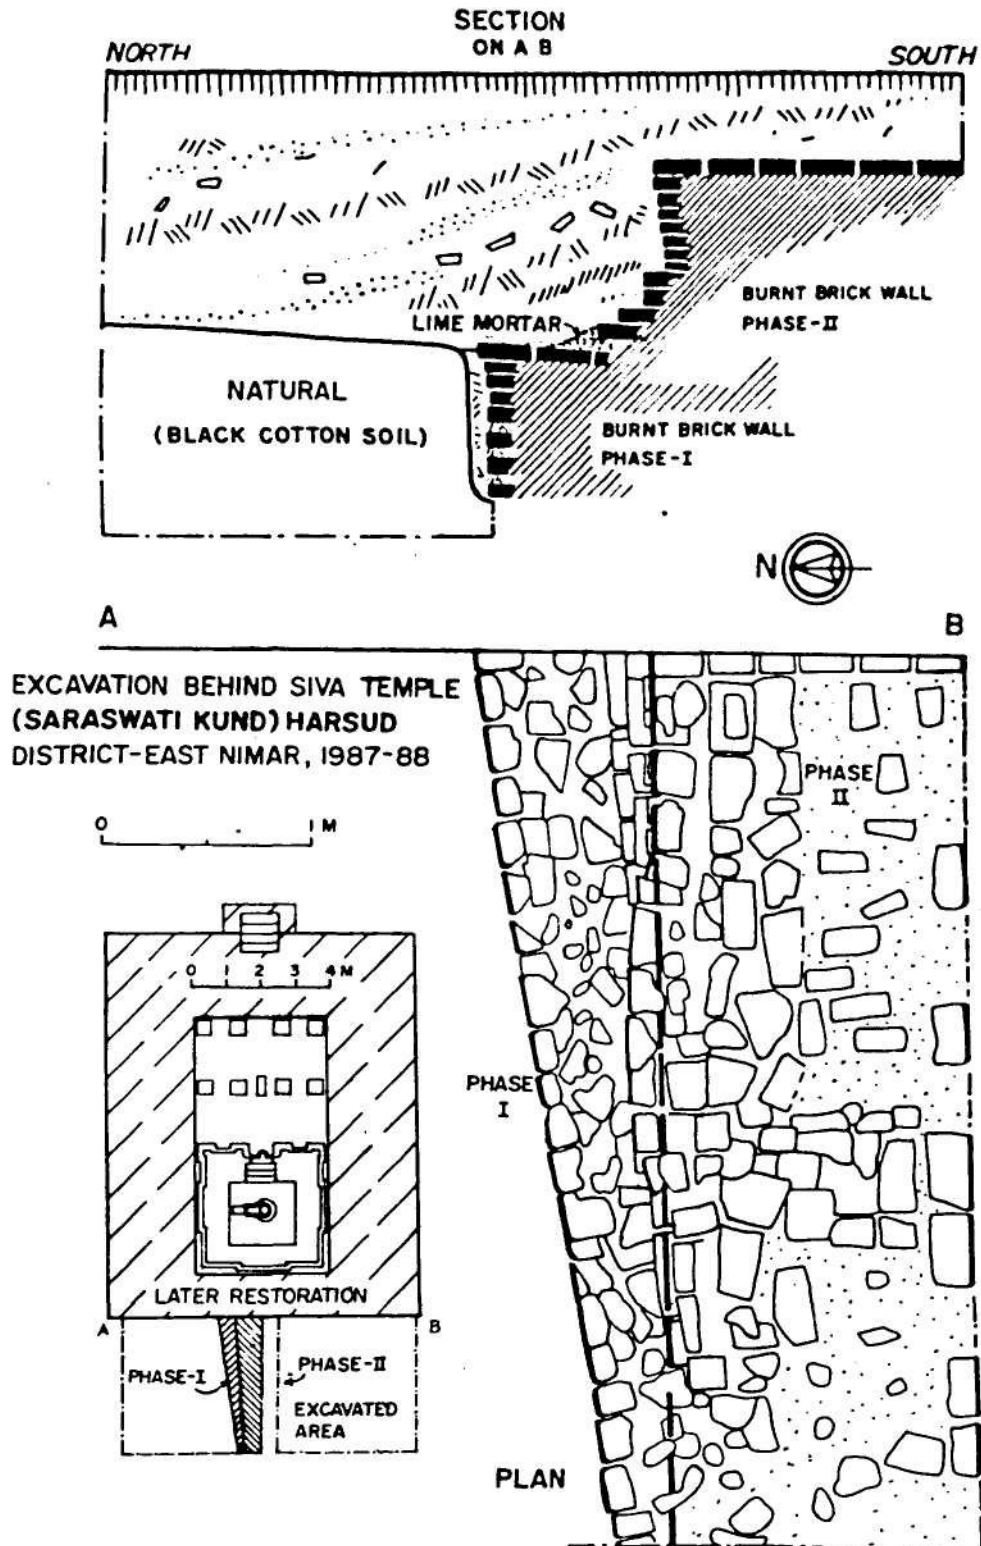 SECTION
ON A B
NORTH
SOUTH
BURNT BRICK WALL
PHASE-II
LIME MORTAR
NATURAL
(BLACK COTTON SOIL)
BURNT BRICK WALL
PHASE-I
N
A
B
EXCAVATION BEHIND SIVA TEMPLE
(SARASWATI KUND) HARSUD
DISTRICT-EAST NIMAR, 1987-88
PHASE
II
0 1 M
0 1 2 3 4 M
PHASE
I
LATER RESTORATION
A
B
PHASE-I
PHASE-II
EXCAVATED
AREA
PLAN